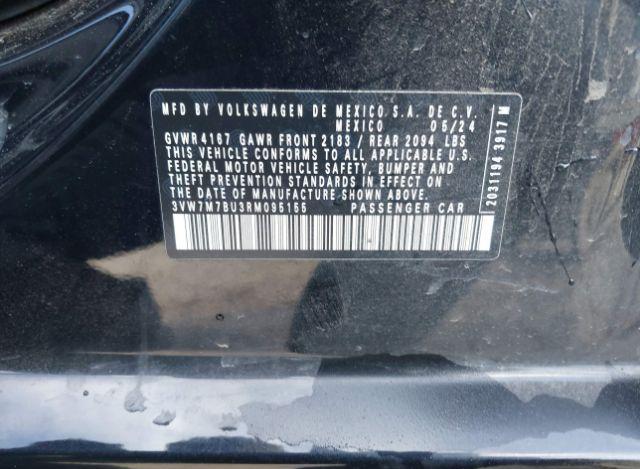 MFD BY VOLKSWAGEN DE MEXICO S.A. DE C.V.
MEXICO 05/24
GVWR 4167 GAWR FRONT 2183 / REAR 2094 LBS
THIS VEHICLE CONFORMS TO ALL APPLICABLE U.S.
FEDERAL MOTOR VEHICLE SAFETY, BUMPER AND
THEFT PREVENTION STANDARDS IN EFFECT ON
THE DATE OF MANUFACTURE SHOWN ABOVE.
3VW7M7BU3RM095155 PASSENGER CAR
2031194 3917 M